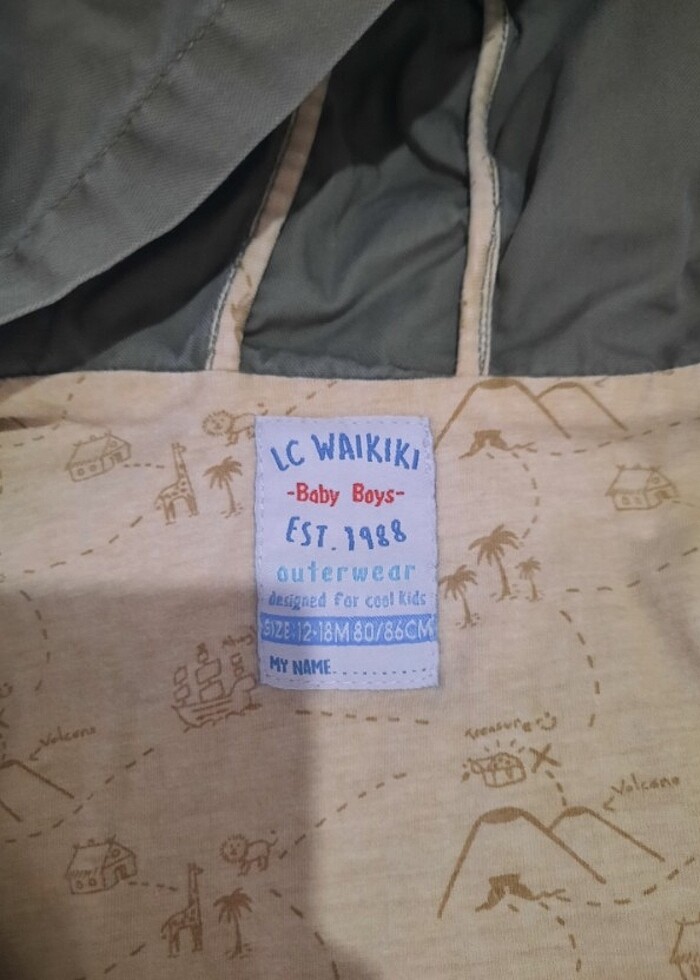 LC WAIKIKI
-Baby Boys-
EST. 1988
outerwear
designed for cool kids
SIZE: 12-18M 80/86CM
MY NAME
Volcano
Treasure
Volcano